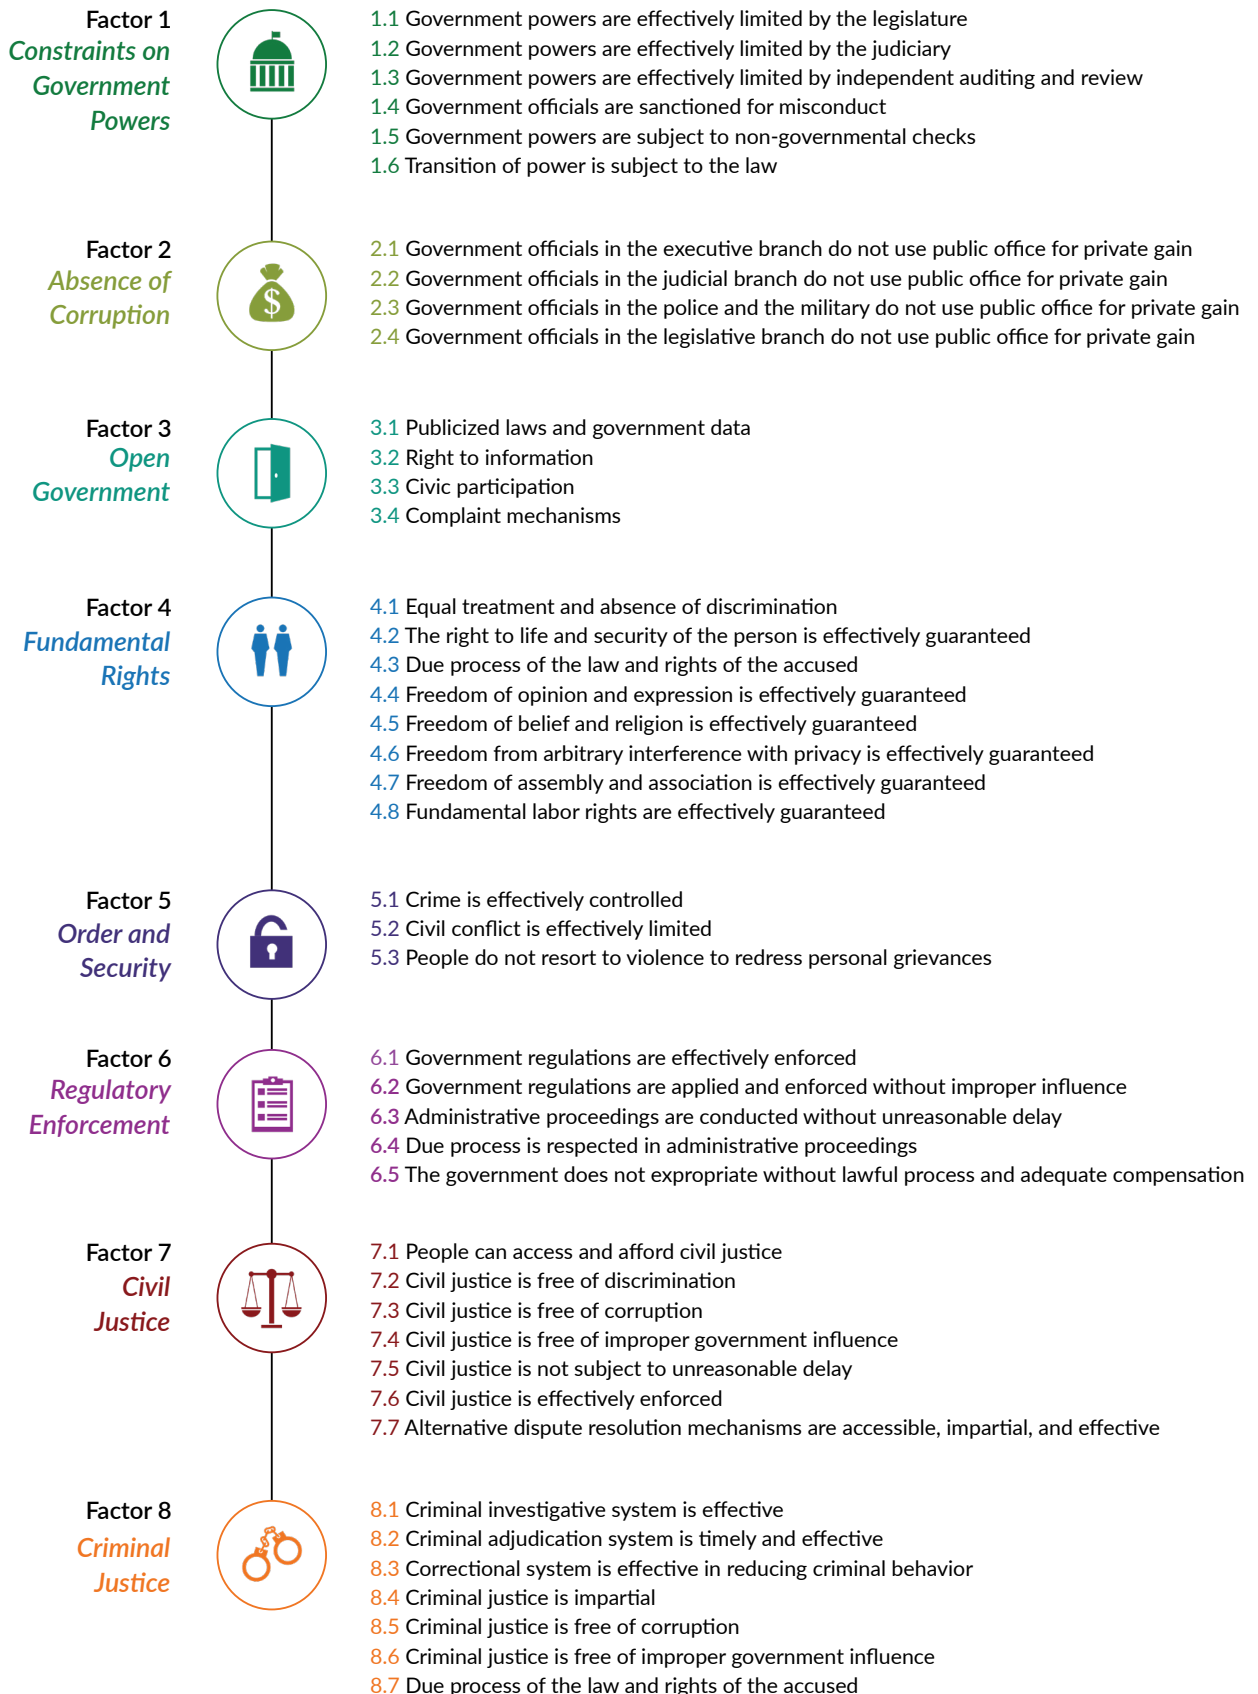 Factor 1
Constraints on
Government
Powers
1.1 Government powers are effectively limited by the legislature
1.2 Government powers are effectively limited by the judiciary
1.3 Government powers are effectively limited by independent auditing and review
1.4 Government officials are sanctioned for misconduct
1.5 Government powers are subject to non-governmental checks
1.6 Transition of power is subject to the law
Factor 2
Absence of
Corruption
$
2.1 Government officials in the executive branch do not use public office for private gain
2.2 Government officials in the judicial branch do not use public office for private gain
2.3 Government officials in the police and the military do not use public office for private gain
2.4 Government officials in the legislative branch do not use public office for private gain
Factor 3
Open
Government
3.1 Publicized laws and government data
3.2 Right to information
3.3 Civic participation
3.4 Complaint mechanisms
Factor 4
Fundamental
Rights
4.1 Equal treatment and absence of discrimination
4.2 The right to life and security of the person is effectively guaranteed
4.3 Due process of the law and rights of the accused
4.4 Freedom of opinion and expression is effectively guaranteed
4.5 Freedom of belief and religion is effectively guaranteed
4.6 Freedom from arbitrary interference with privacy is effectively guaranteed
4.7 Freedom of assembly and association is effectively guaranteed
4.8 Fundamental labor rights are effectively guaranteed
Factor 5
Order and
Security
5.1 Crime is effectively controlled
5.2 Civil conflict is effectively limited
5.3 People do not resort to violence to redress personal grievances
Factor 6
Regulatory
Enforcement
6.1 Government regulations are effectively enforced
6.2 Government regulations are applied and enforced without improper influence
6.3 Administrative proceedings are conducted without unreasonable delay
6.4 Due process is respected in administrative proceedings
6.5 The government does not expropriate without lawful process and adequate compensation
Factor 7
Civil
Justice
7.1 People can access and afford civil justice
7.2 Civil justice is free of discrimination
7.3 Civil justice is free of corruption
7.4 Civil justice is free of improper government influence
7.5 Civil justice is not subject to unreasonable delay
7.6 Civil justice is effectively enforced
7.7 Alternative dispute resolution mechanisms are accessible, impartial, and effective
Factor 8
Criminal
Justice
8.1 Criminal investigative system is effective
8.2 Criminal adjudication system is timely and effective
8.3 Correctional system is effective in reducing criminal behavior
8.4 Criminal justice is impartial
8.5 Criminal justice is free of corruption
8.6 Criminal justice is free of improper government influence
8.7 Due process of the law and rights of the accused